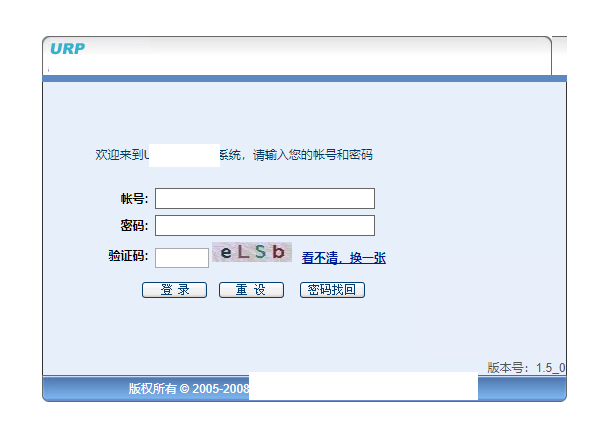 URP
欢迎来到U 系统，请输入您的帐号和密码
帐号:
密码:
验证码: eLSb 看不清，换一张
登 录 重 设 密码找回
版本号：1.5_0
版权所有 © 2005-2008